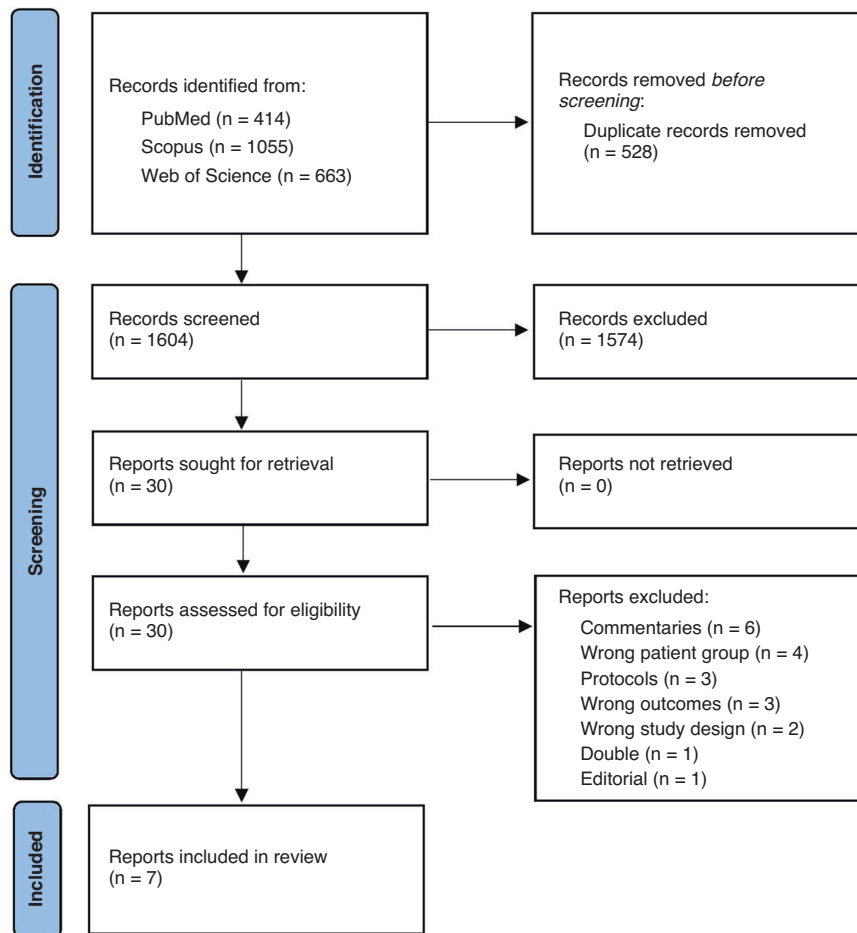 Identification
Records identified from:
PubMed (n = 414)
Scopus (n = 1055)
Web of Science (n = 663)
Records removed before
screening:
Duplicate records removed
(n = 528)
Screening
Records screened
(n = 1604)
Records excluded
(n = 1574)
Reports sought for retrieval
(n = 30)
Reports not retrieved
(n = 0)
Reports assessed for eligibility
(n = 30)
Reports excluded:
Commentaries (n = 6)
Wrong patient group (n = 4)
Protocols (n = 3)
Wrong outcomes (n = 3)
Wrong study design (n = 2)
Double (n = 1)
Editorial (n = 1)
Included
Reports included in review
(n = 7)